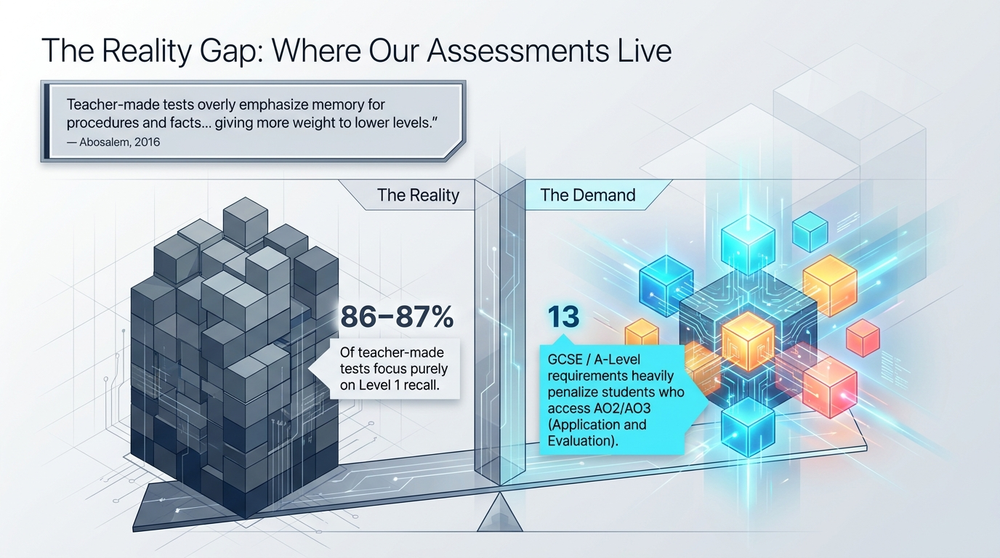 The Reality Gap: Where Our Assessments Live
Teacher-made tests overly emphasize memory for
procedures and facts... giving more weight to lower levels.”
— Abosalem, 2016
The Reality
The Demand
86–87%
Of teacher-made
tests focus purely
on Level 1 recall.
13
GCSE / A-Level
requirements heavily
penalize students who
access AO2/AO3
(Application and
Evaluation).